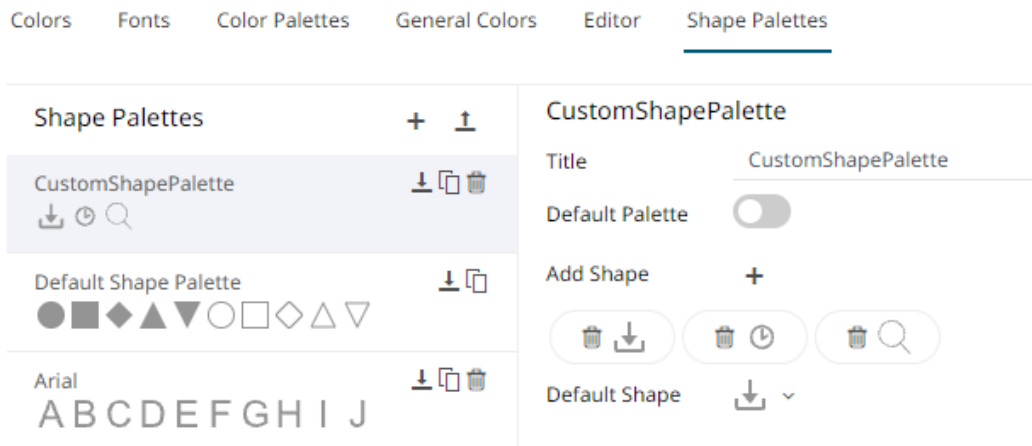 Colors Fonts Color Palettes General Colors Editor Shape Palettes
Shape Palettes
CustomShapePalette
Default Shape Palette
Arial
A B C D E F G H I J
CustomShapePalette
Title CustomShapePalette
Default Palette
Add Shape
Default Shape